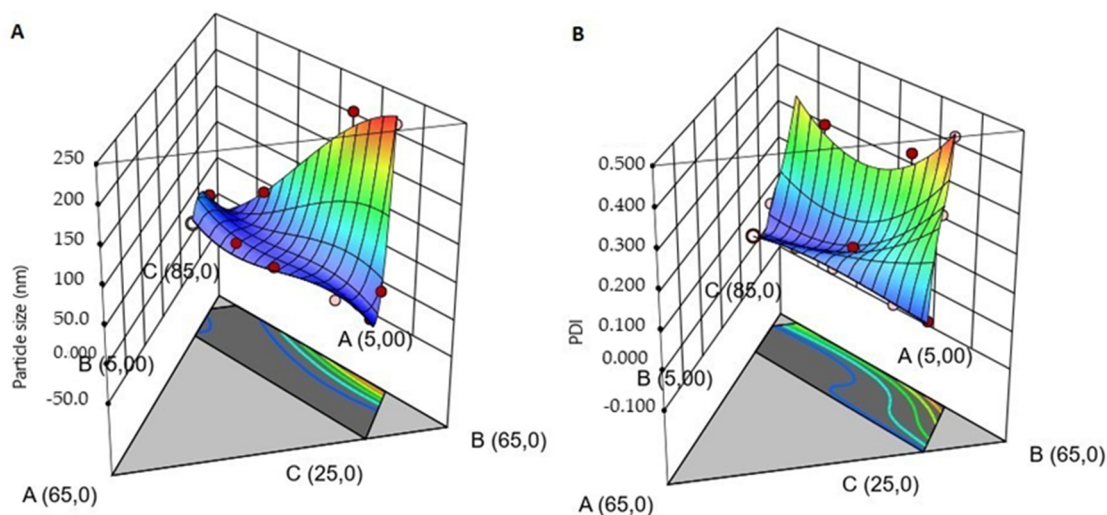 A
250
200
150
100
50.0
0.000
-50.0
Particle size (nm)
C (85,0)
B (5,00)
A (5,00)
B (65,0)
C (25,0)
A (65,0)
B
0.500
0.400
0.300
0.200
0.100
0.000
-0.100
PDI
C (85,0)
B (5,00)
A (5,00)
B (65,0)
C (25,0)
A (65,0)